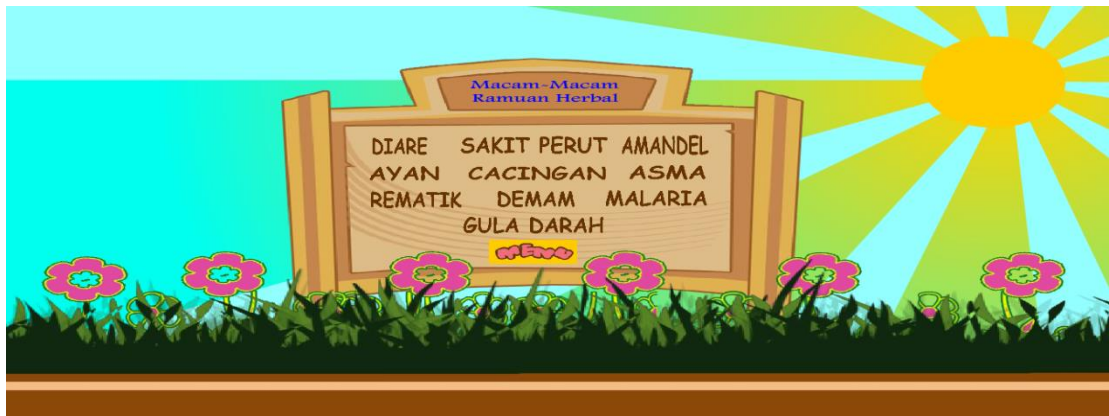 Macam-Macam
Ramuan Herbal
DIARE SAKIT PERUT AMANDEL
AYAN CACINGAN ASMA
REMATIK DEMAM MALARIA
GULA DARAH
MENU